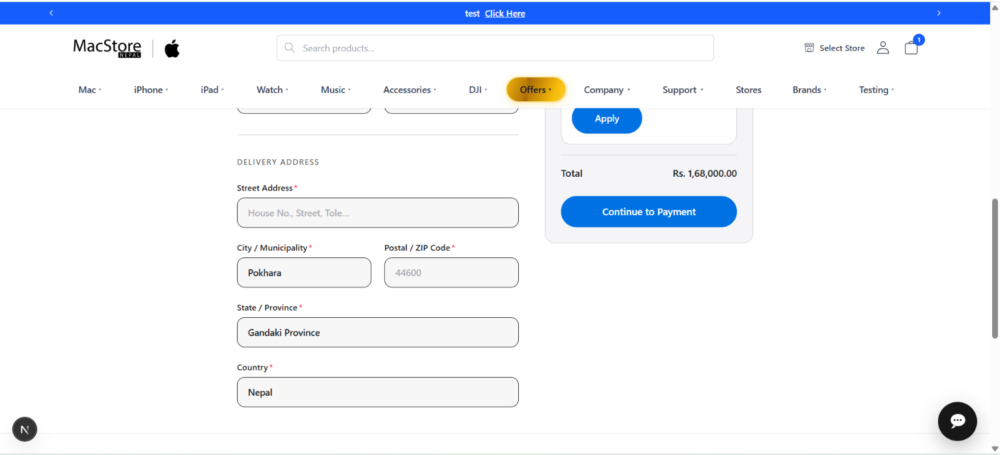 test Click Here
MacStore
NEPAL
Search products...
Select Store
1
Mac iPhone iPad Watch Music Accessories DJI Offers Company Support Stores Brands Testing
Apply
DELIVERY ADDRESS
Total Rs. 1,68,000.00
Street Address*
House No., Street, Tole...
Continue to Payment
City / Municipality* Postal / ZIP Code*
Pokhara 44600
State / Province*
Gandaki Province
Country*
Nepal
N